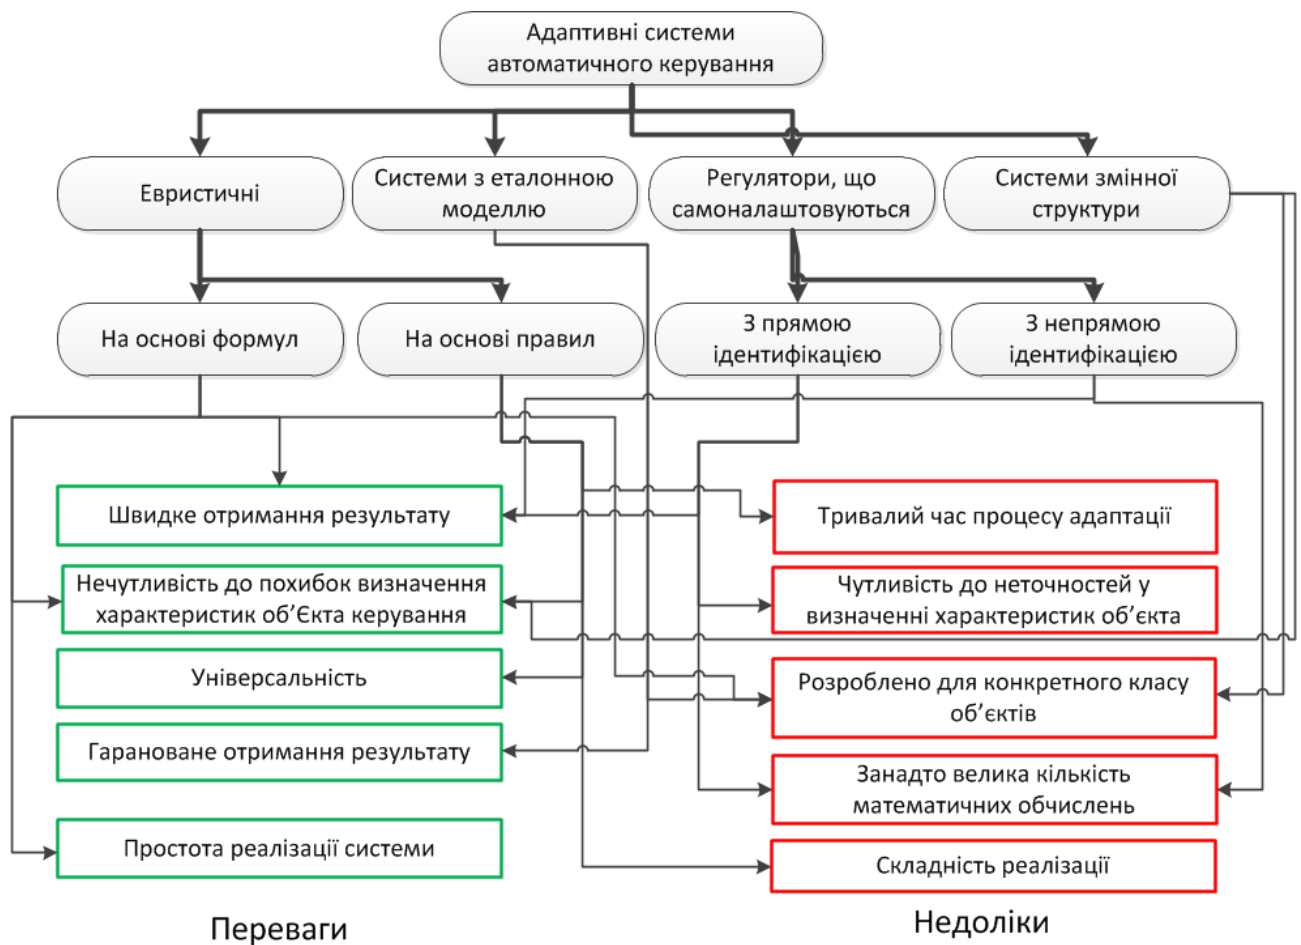 Адаптивні системи
автоматичного керування
Евристичні
Системи з еталонною
моделлю
Регулятори, що
самоналаштовуються
Системи змінної
структури
На основі формул
На основі правил
З прямою
ідентифікацією
З непрямою
ідентифікацією
Швидке отримання результату
Тривалий час процесу адаптації
Нечутливість до похибок визначення
характеристик об’Єкта керування
Чутливість до неточностей у
визначенні характеристик об’єкта
Універсальність
Розроблено для конкретного класу
об’єктів
Гарановане отримання результату
Занадто велика кількість
математичних обчислень
Простота реалізації системи
Складність реалізації
Переваги
Недоліки